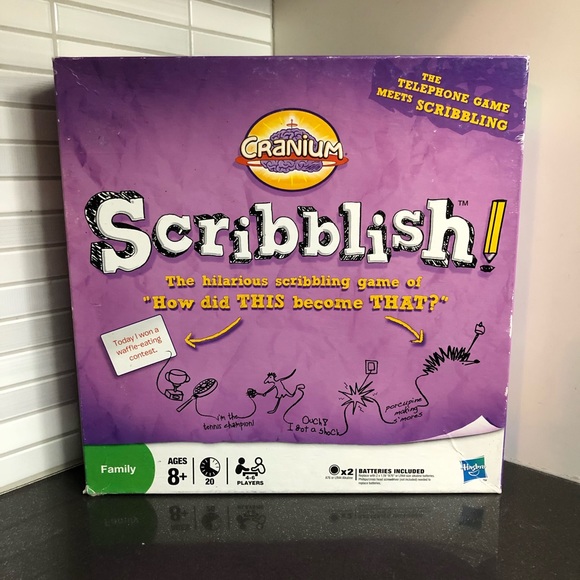 THE
TELEPHONE GAME
MEETS SCRIBBLING
CRANIUM
Scribblish!™
The hilarious scribbling game of
"How did THIS become THAT?"
Today I won a
waffle-eating
contest.
i'm the
tennis champion!
Ouch!
I got a shock
porcupine
making
s'mores
Family
AGES
8+
20
4-6
PLAYERS
x2
BATTERIES INCLUDED
Hasbro